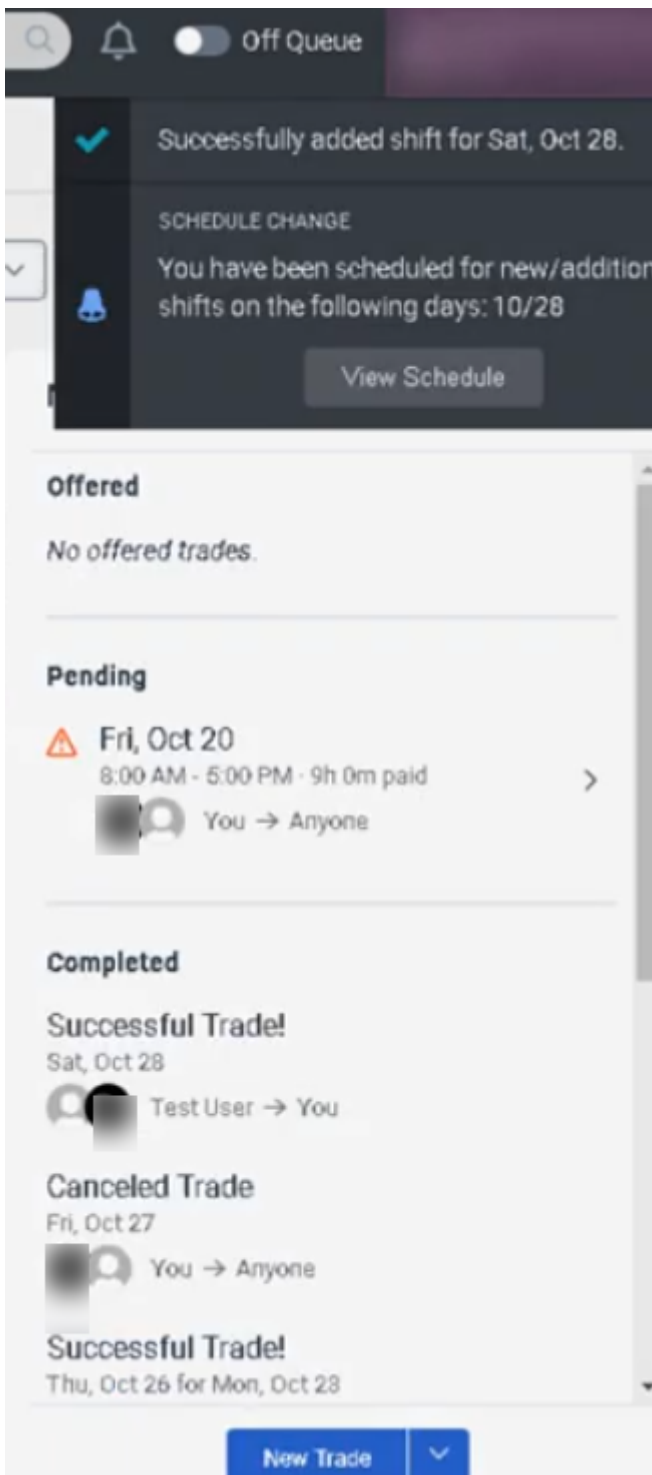 Off Queue
Successfully added shift for Sat, Oct 28.
SCHEDULE CHANGE
You have been scheduled for new/addition
shifts on the following days: 10/28
View Schedule
Offered
No offered trades.
Pending
Fri, Oct 20
8:00 AM - 5:00 PM · 9h 0m paid
You → Anyone
Completed
Successful Trade!
Sat, Oct 28
Test User → You
Canceled Trade
Fri, Oct 27
You → Anyone
Successful Trade!
Thu, Oct 26 for Mon, Oct 23
New Trade